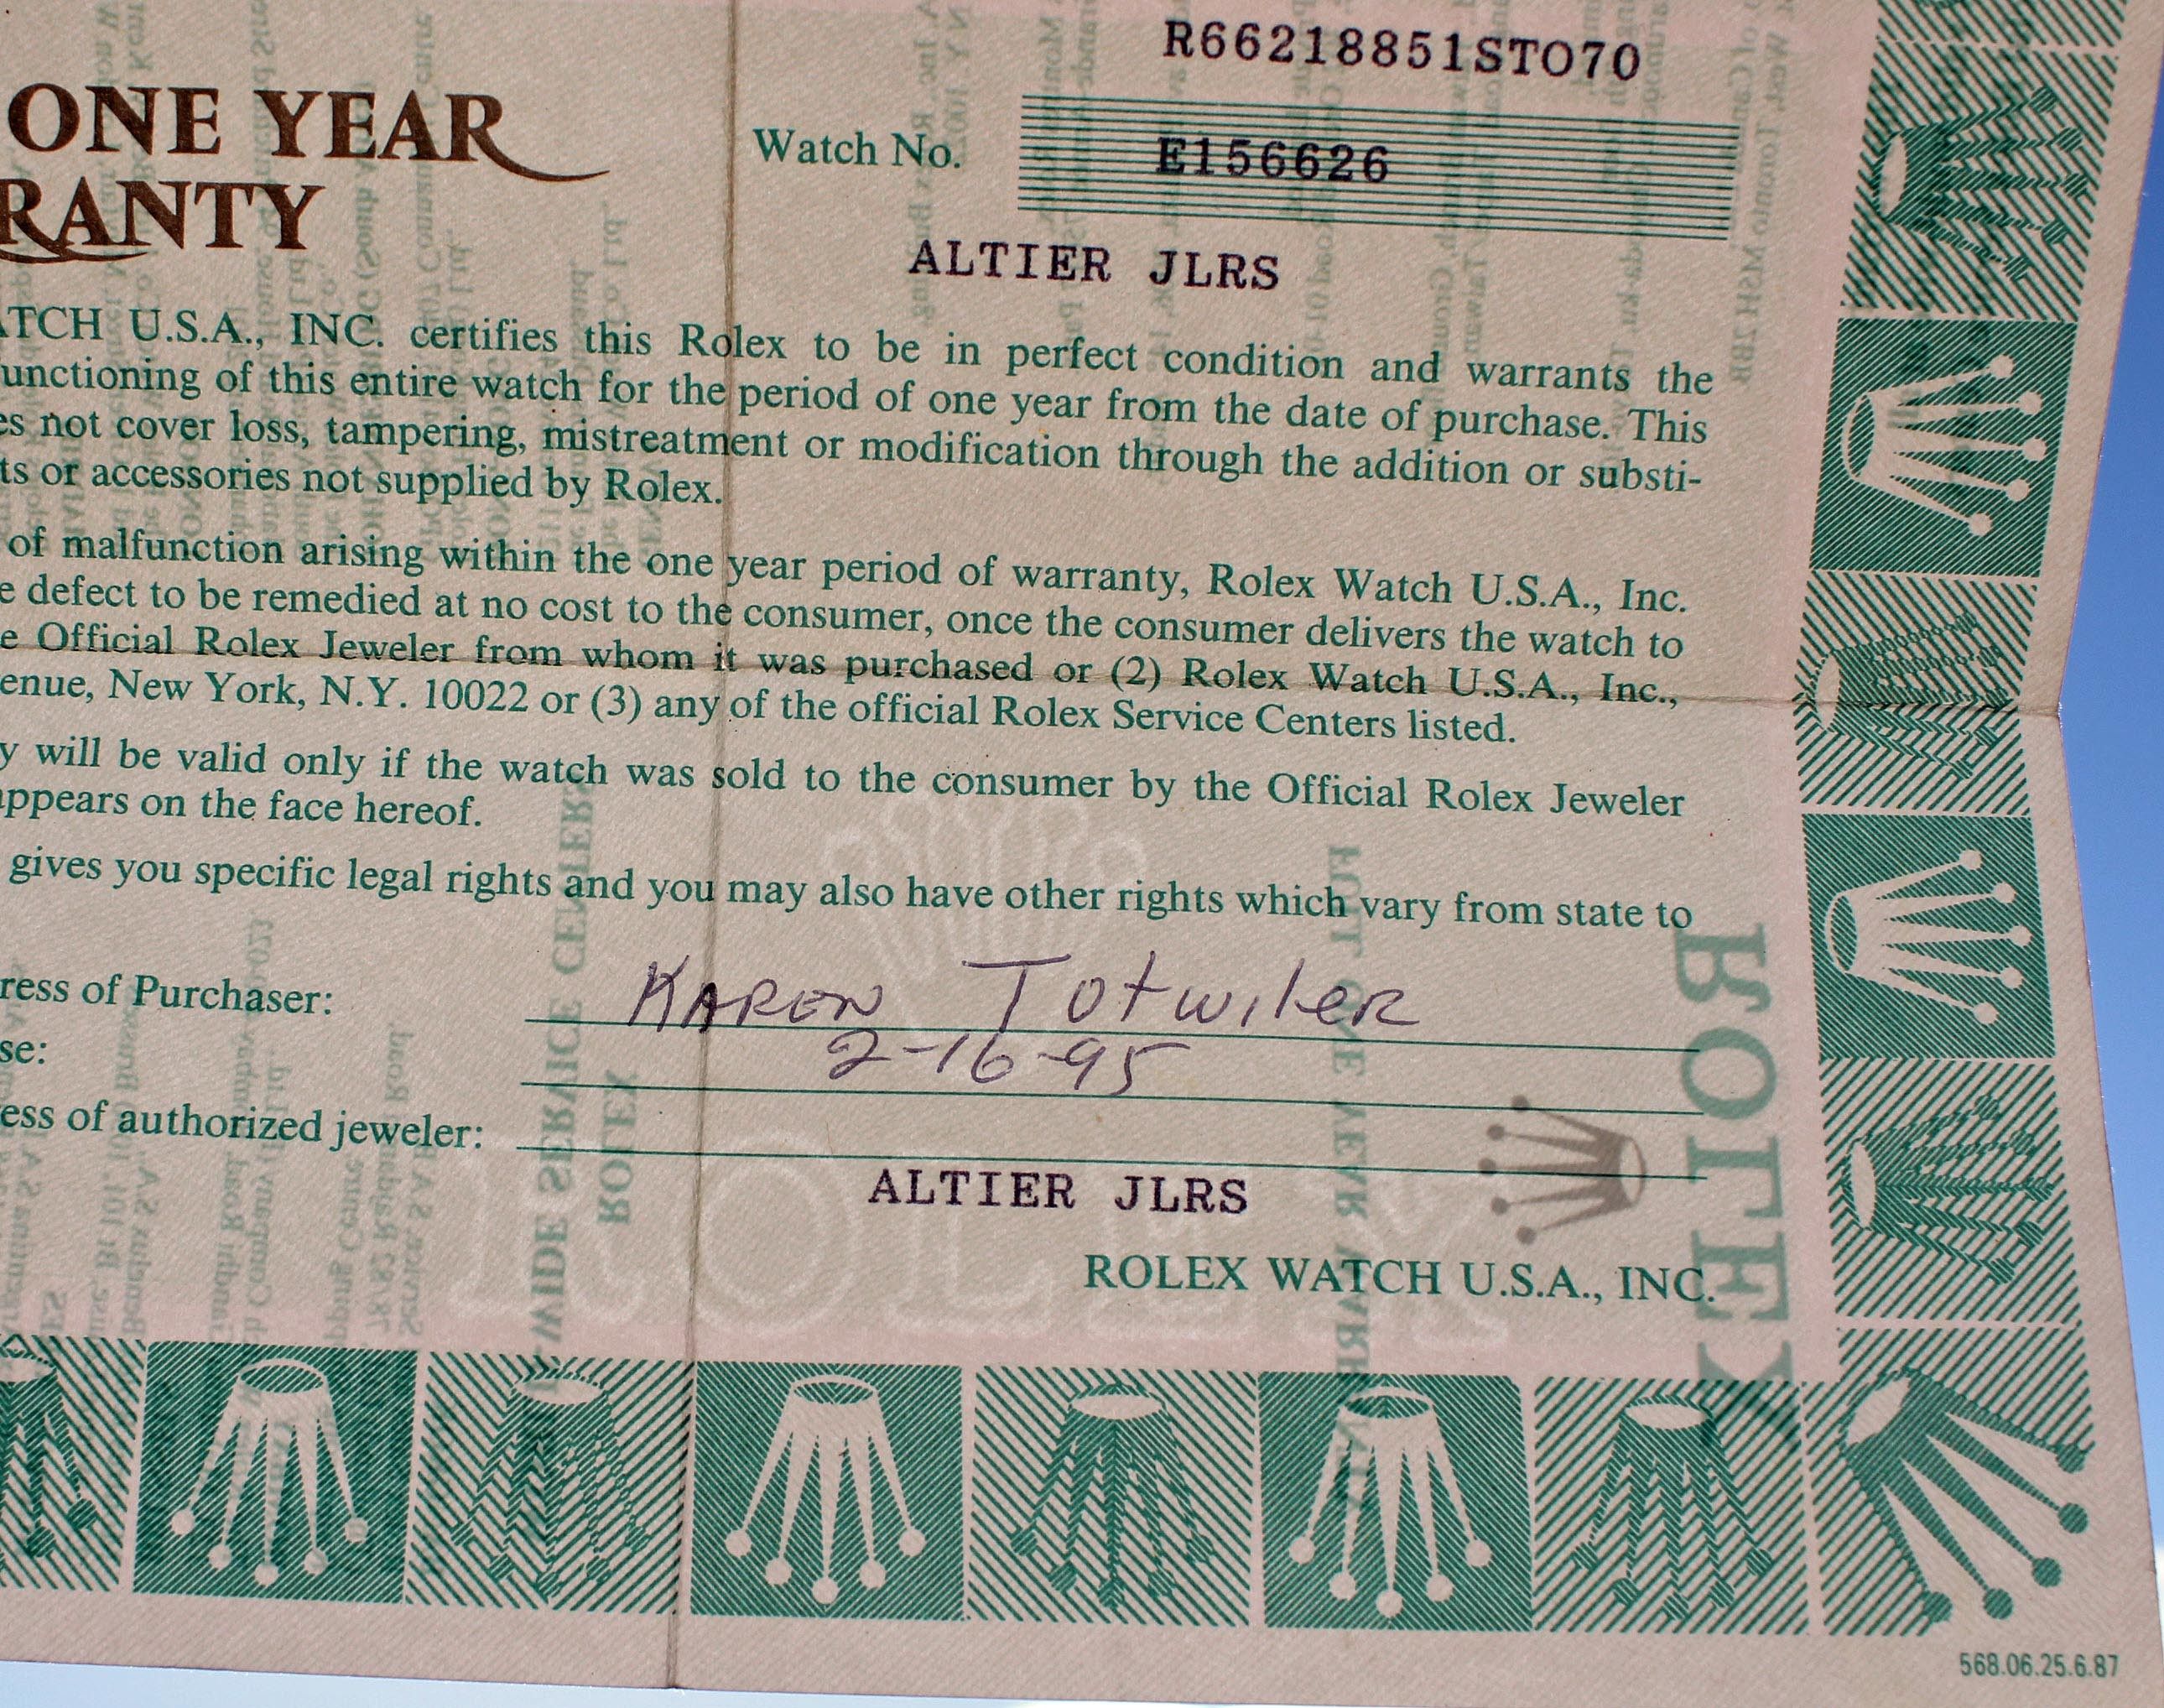 R66218851STO70
ONE YEAR
RANTY
Watch No.
E156626
ALTIER JLRS
ATCH U.S.A., INC. certifies this Rolex to be in perfect condition and warrants the
unctioning of this entire watch for the period of one year from the date of purchase. This
es not cover loss, tampering, mistreatment or modification through the addition or substi-
ts or accessories not supplied by Rolex.
of malfunction arising within the one year period of warranty, Rolex Watch U.S.A., Inc.
e defect to be remedied at no cost to the consumer, once the consumer delivers the watch to
e Official Rolex Jeweler from whom it was purchased or (2) Rolex Watch U.S.A., Inc.,
enue, New York, N.Y. 10022 or (3) any of the official Rolex Service Centers listed.
y will be valid only if the watch was sold to the consumer by the Official Rolex Jeweler
appears on the face hereof.
gives you specific legal rights and you may also have other rights which vary from state to
ress of Purchaser: KAREN Totwiler
se: 2-16-95
ess of authorized jeweler:
ALTIER JLRS
ROLEX WATCH U.S.A., INC.
ROLEX
568.06.25.6.87